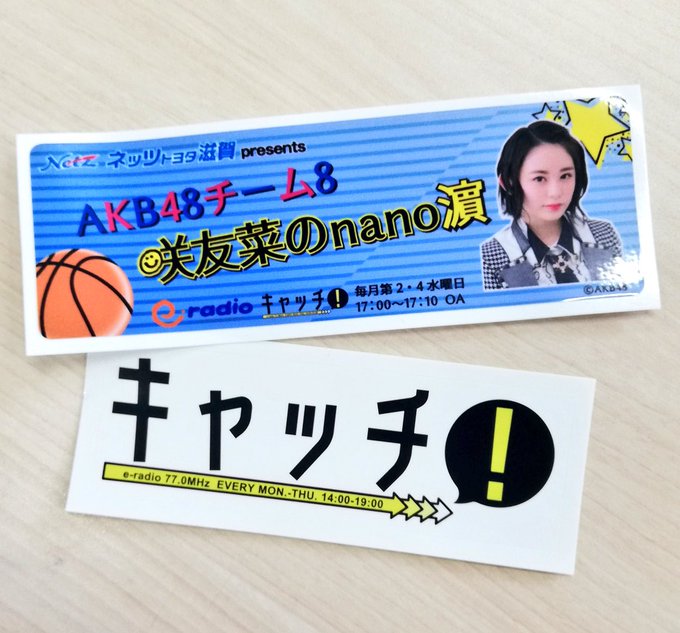 Netz ネッツトヨタ滋賀 presents
AKB48チーム8
咲友菜のnano濵
e radio キャッチ! 毎月第2・4水曜日
17:00〜17:10 OA
©AKB48
キャッチ!
e-radio 77.0MHz EVERY MON.-THU. 14:00-19:00